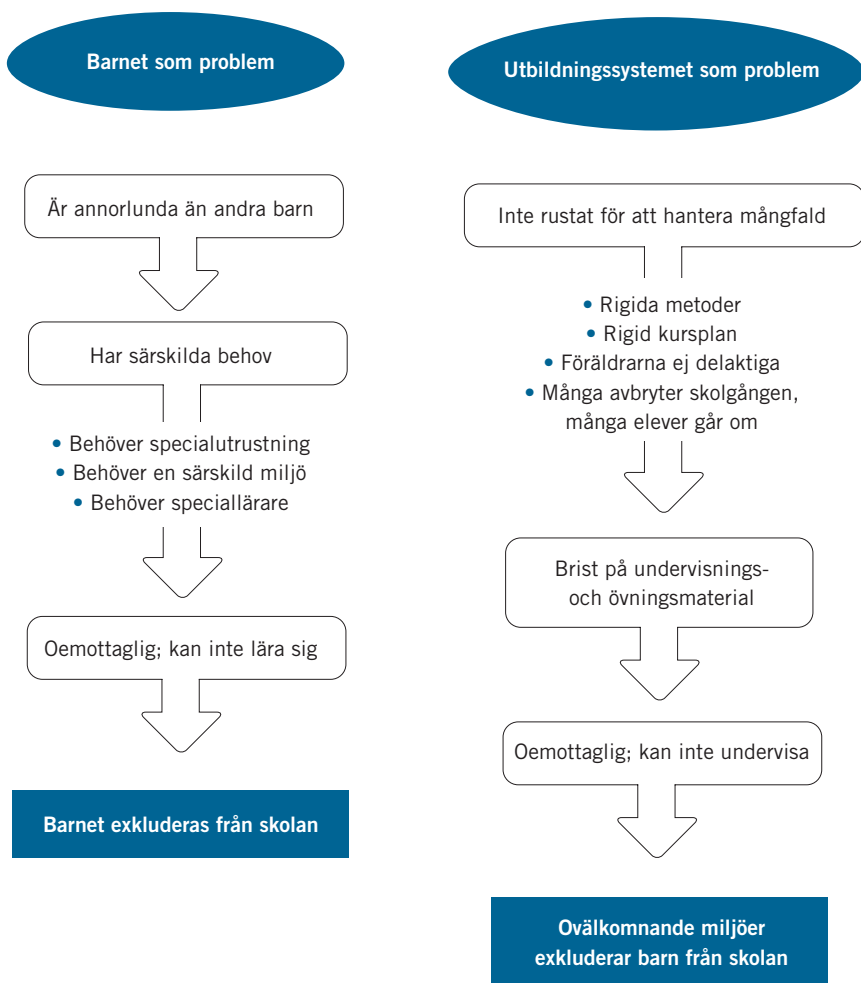 Barnet som problem
Är annorlunda än andra barn
Har särskilda behov
• Behöver specialutrustning
• Behöver en särskild miljö
• Behöver speciallärare
Oemottaglig; kan inte lära sig
Barnet exkluderas från skolan
Utbildningssystemet som problem
Inte rustat för att hantera mångfald
• Rigida metoder
• Rigid kursplan
• Föräldrarna ej delaktiga
• Många avbryter skolgången,
många elever går om
Brist på undervisnings-
och övningsmaterial
Oemottaglig; kan inte undervisa
Ovälkomnande miljöer
exkluderar barn från skolan